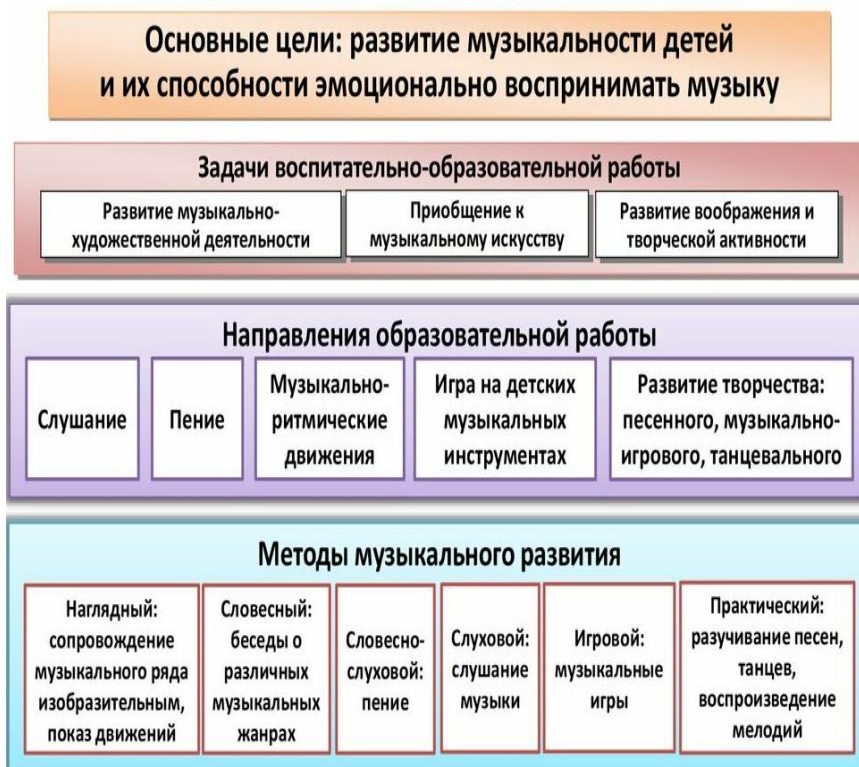 Основные цели: развитие музыкальности детей
и их способности эмоционально воспринимать музыку
Задачи воспитательно-образовательной работы
Развитие музыкально-
художественной деятельности
Приобщение к
музыкальному искусству
Развитие воображения и
творческой активности
Направления образовательной работы
Слушание
Пение
Музыкально-
ритмические
движения
Игра на детских
музыкальных
инструментах
Развитие творчества:
песенного, музыкально-
игрового, танцевального
Методы музыкального развития
Наглядный:
сопровождение
музыкального ряда
изобразительным,
показ движений
Словесный:
беседы о
различных
музыкальных
жанрах
Словесно-
слуховой:
пение
Слуховой:
слушание
музыки
Игровой:
музыкальные
игры
Практический:
разучивание песен,
танцев,
воспроизведение
мелодий